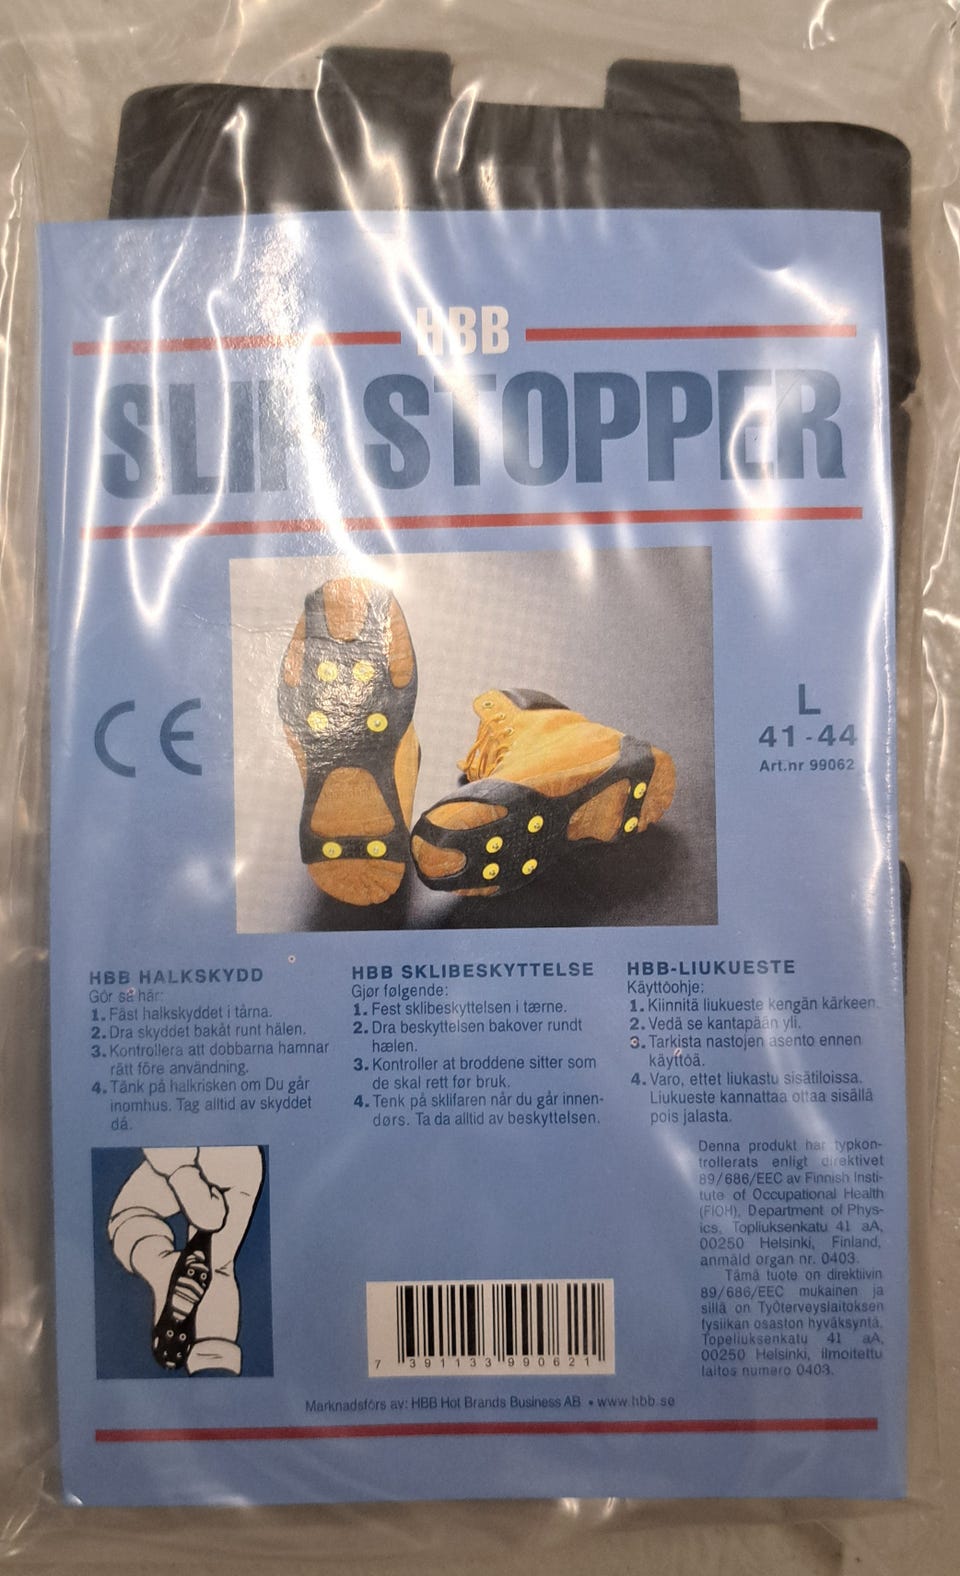 HBB
SLIP STOPPER
CE
L
41-44
Art.nr 99062
HBB HALKSKYDD
Gör så här:
1. Fäst halkskyddet i tårna.
2. Dra skyddet bakåt runt hälen.
3. Kontrollera att dobbarna hamnar
rätt före användning.
4. Tänk på halkrisken om Du går
inomhus. Tag alltid av skyddet
då.
HBB SKLIBESKYTTELSE
Gjør følgende:
1. Fest sklibeskyttelsen i tærne.
2. Dra beskyttelsen bakover rundt
hælen.
3. Kontroller at broddene sitter som
de skal rett før bruk.
4. Tenk på sklifaren når du går innen-
dørs. Ta da alltid av beskyttelsen.
HBB-LIUKUESTE
Käyttöohje:
1. Kiinnitä liukueste kengän kärkeen.
2. Vedä se kantapään yli.
3. Tarkista nastojen asento ennen
käyttöä.
4. Varo, ettet liukastu sisätiloissa.
Liukueste kannattaa ottaa sisällä
pois jalasta.
Denna produkt har typkon-
trollerats enligt direktivet
89/686/EEC av Finnish Insti-
tute of Occupational Health
(FIOH), Department of Phys-
ics, Topliuksenkatu 41 aA,
00250 Helsinki, Finland,
anmäld organ nr. 0403.
Tämä tuote on direktiivin
89/686/EEC mukainen ja
sillä on Työterveyslaitoksen
fysiikan osaston hyväksyntä,
Topeliuksenkatu 41 aA,
00250 Helsinki, ilmoitettu
laitos numero 0403.
7 391133 990621
Marknadsförs av: HBB Hot Brands Business AB • www.hbb.se